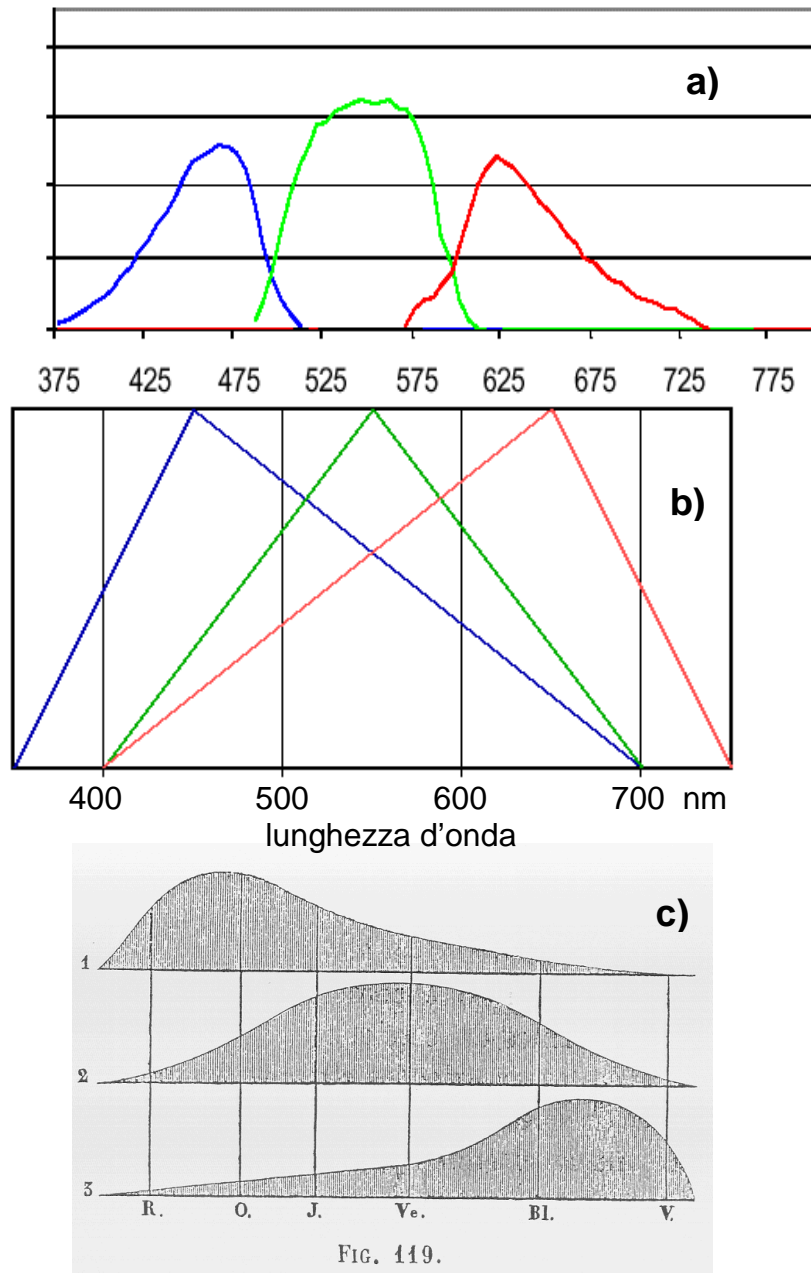 a)
375 425 475 525 575 625 675 725 775
b)
400 500 600 700 nm
lunghezza d'onda
c)
1
2
3
R. O. J. Ve. Bl. V.
FIG. 119.